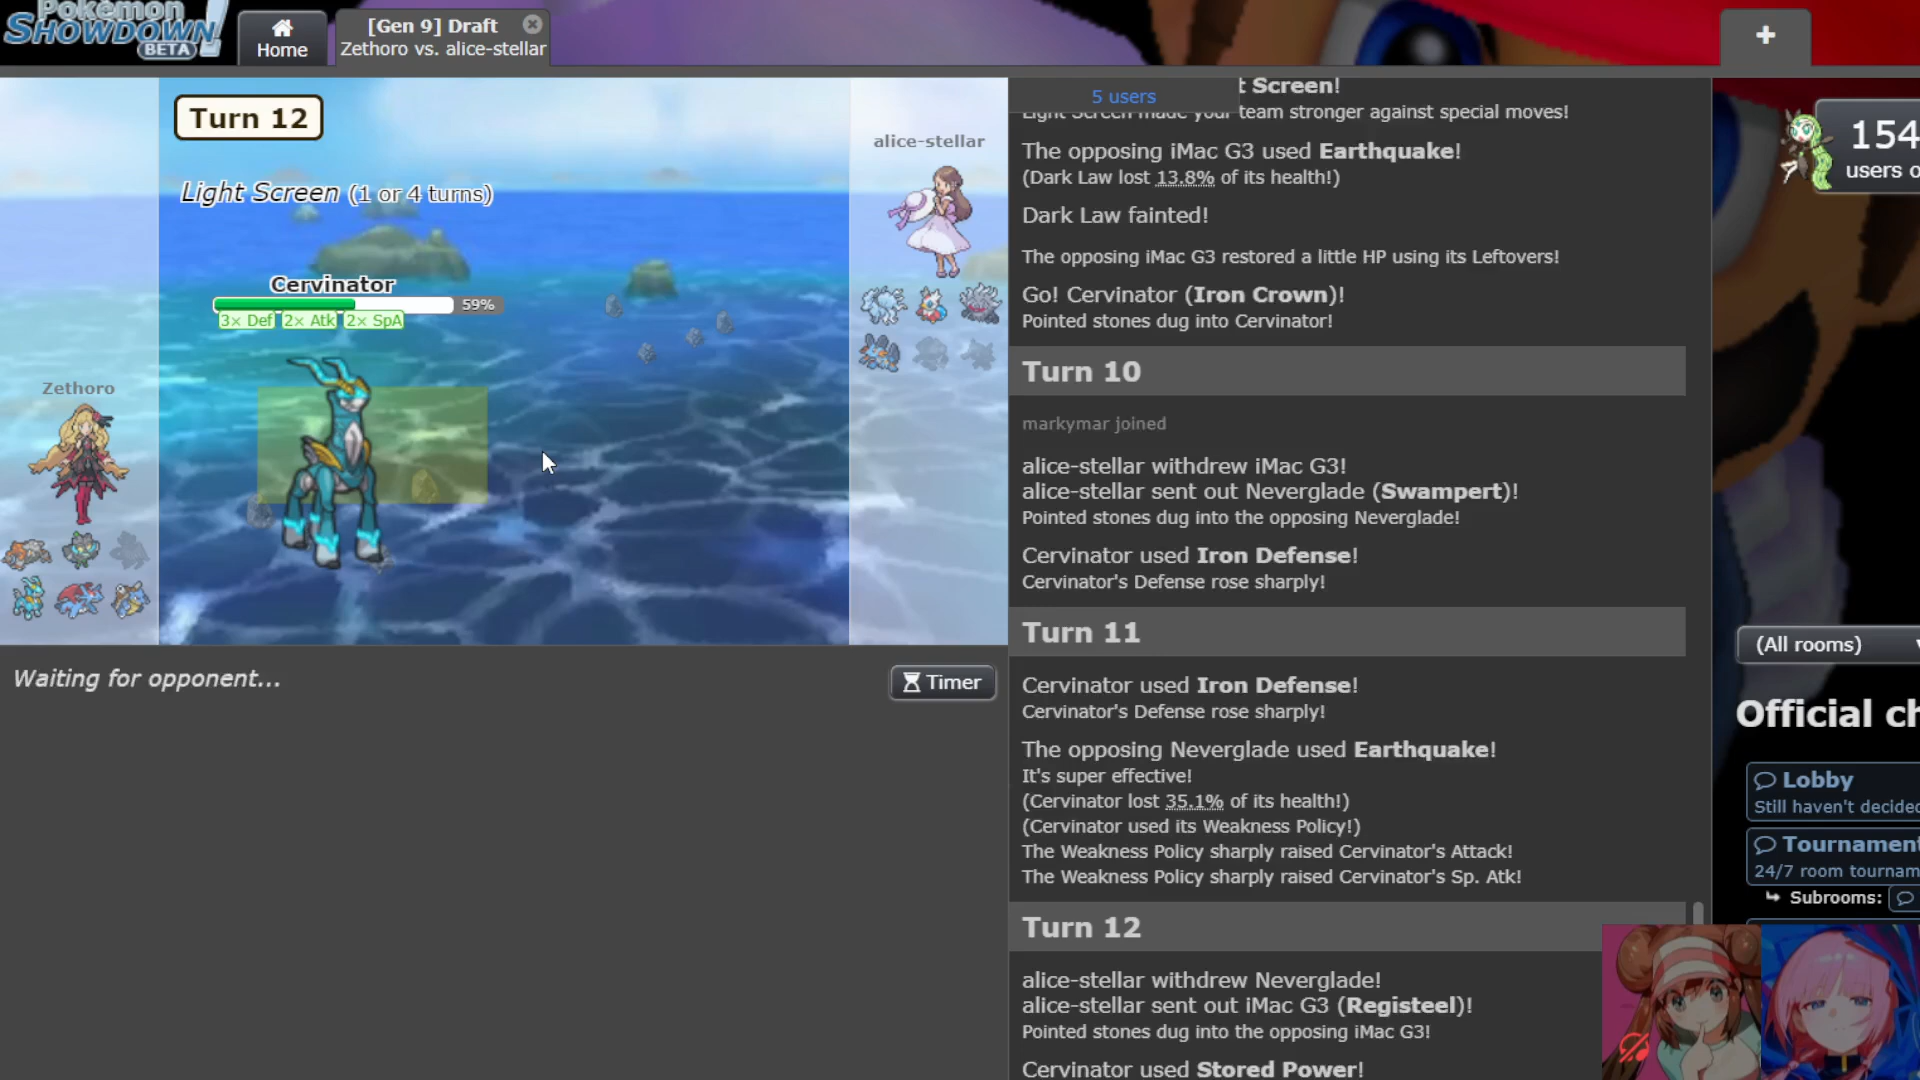 Pokémon
SHOWDOWN!
BETA
Home
[Gen 9] Draft
Zethoro vs. alice-stellar
+
Turn 12
Light Screen (1 or 4 turns)
Cervinator
59%
3× Def 2× Atk 2× SpA
alice-stellar
Zethoro
Waiting for opponent...
Timer
5 users
t Screen!
Light Screen made your team stronger against special moves!
The opposing iMac G3 used Earthquake!
(Dark Law lost 13.8% of its health!)
Dark Law fainted!
The opposing iMac G3 restored a little HP using its Leftovers!
Go! Cervinator (Iron Crown)!
Pointed stones dug into Cervinator!
Turn 10
markymar joined
alice-stellar withdrew iMac G3!
alice-stellar sent out Neverglade (Swampert)!
Pointed stones dug into the opposing Neverglade!
Cervinator used Iron Defense!
Cervinator's Defense rose sharply!
Turn 11
Cervinator used Iron Defense!
Cervinator's Defense rose sharply!
The opposing Neverglade used Earthquake!
It's super effective!
(Cervinator lost 35.1% of its health!)
(Cervinator used its Weakness Policy!)
The Weakness Policy sharply raised Cervinator's Attack!
The Weakness Policy sharply raised Cervinator's Sp. Atk!
Turn 12
alice-stellar withdrew Neverglade!
alice-stellar sent out iMac G3 (Registeel)!
Pointed stones dug into the opposing iMac G3!
Cervinator used Stored Power!
154
users o
(All rooms)
Official ch
Lobby
Still haven't decided
Tournament
24/7 room tournam
Subrooms: